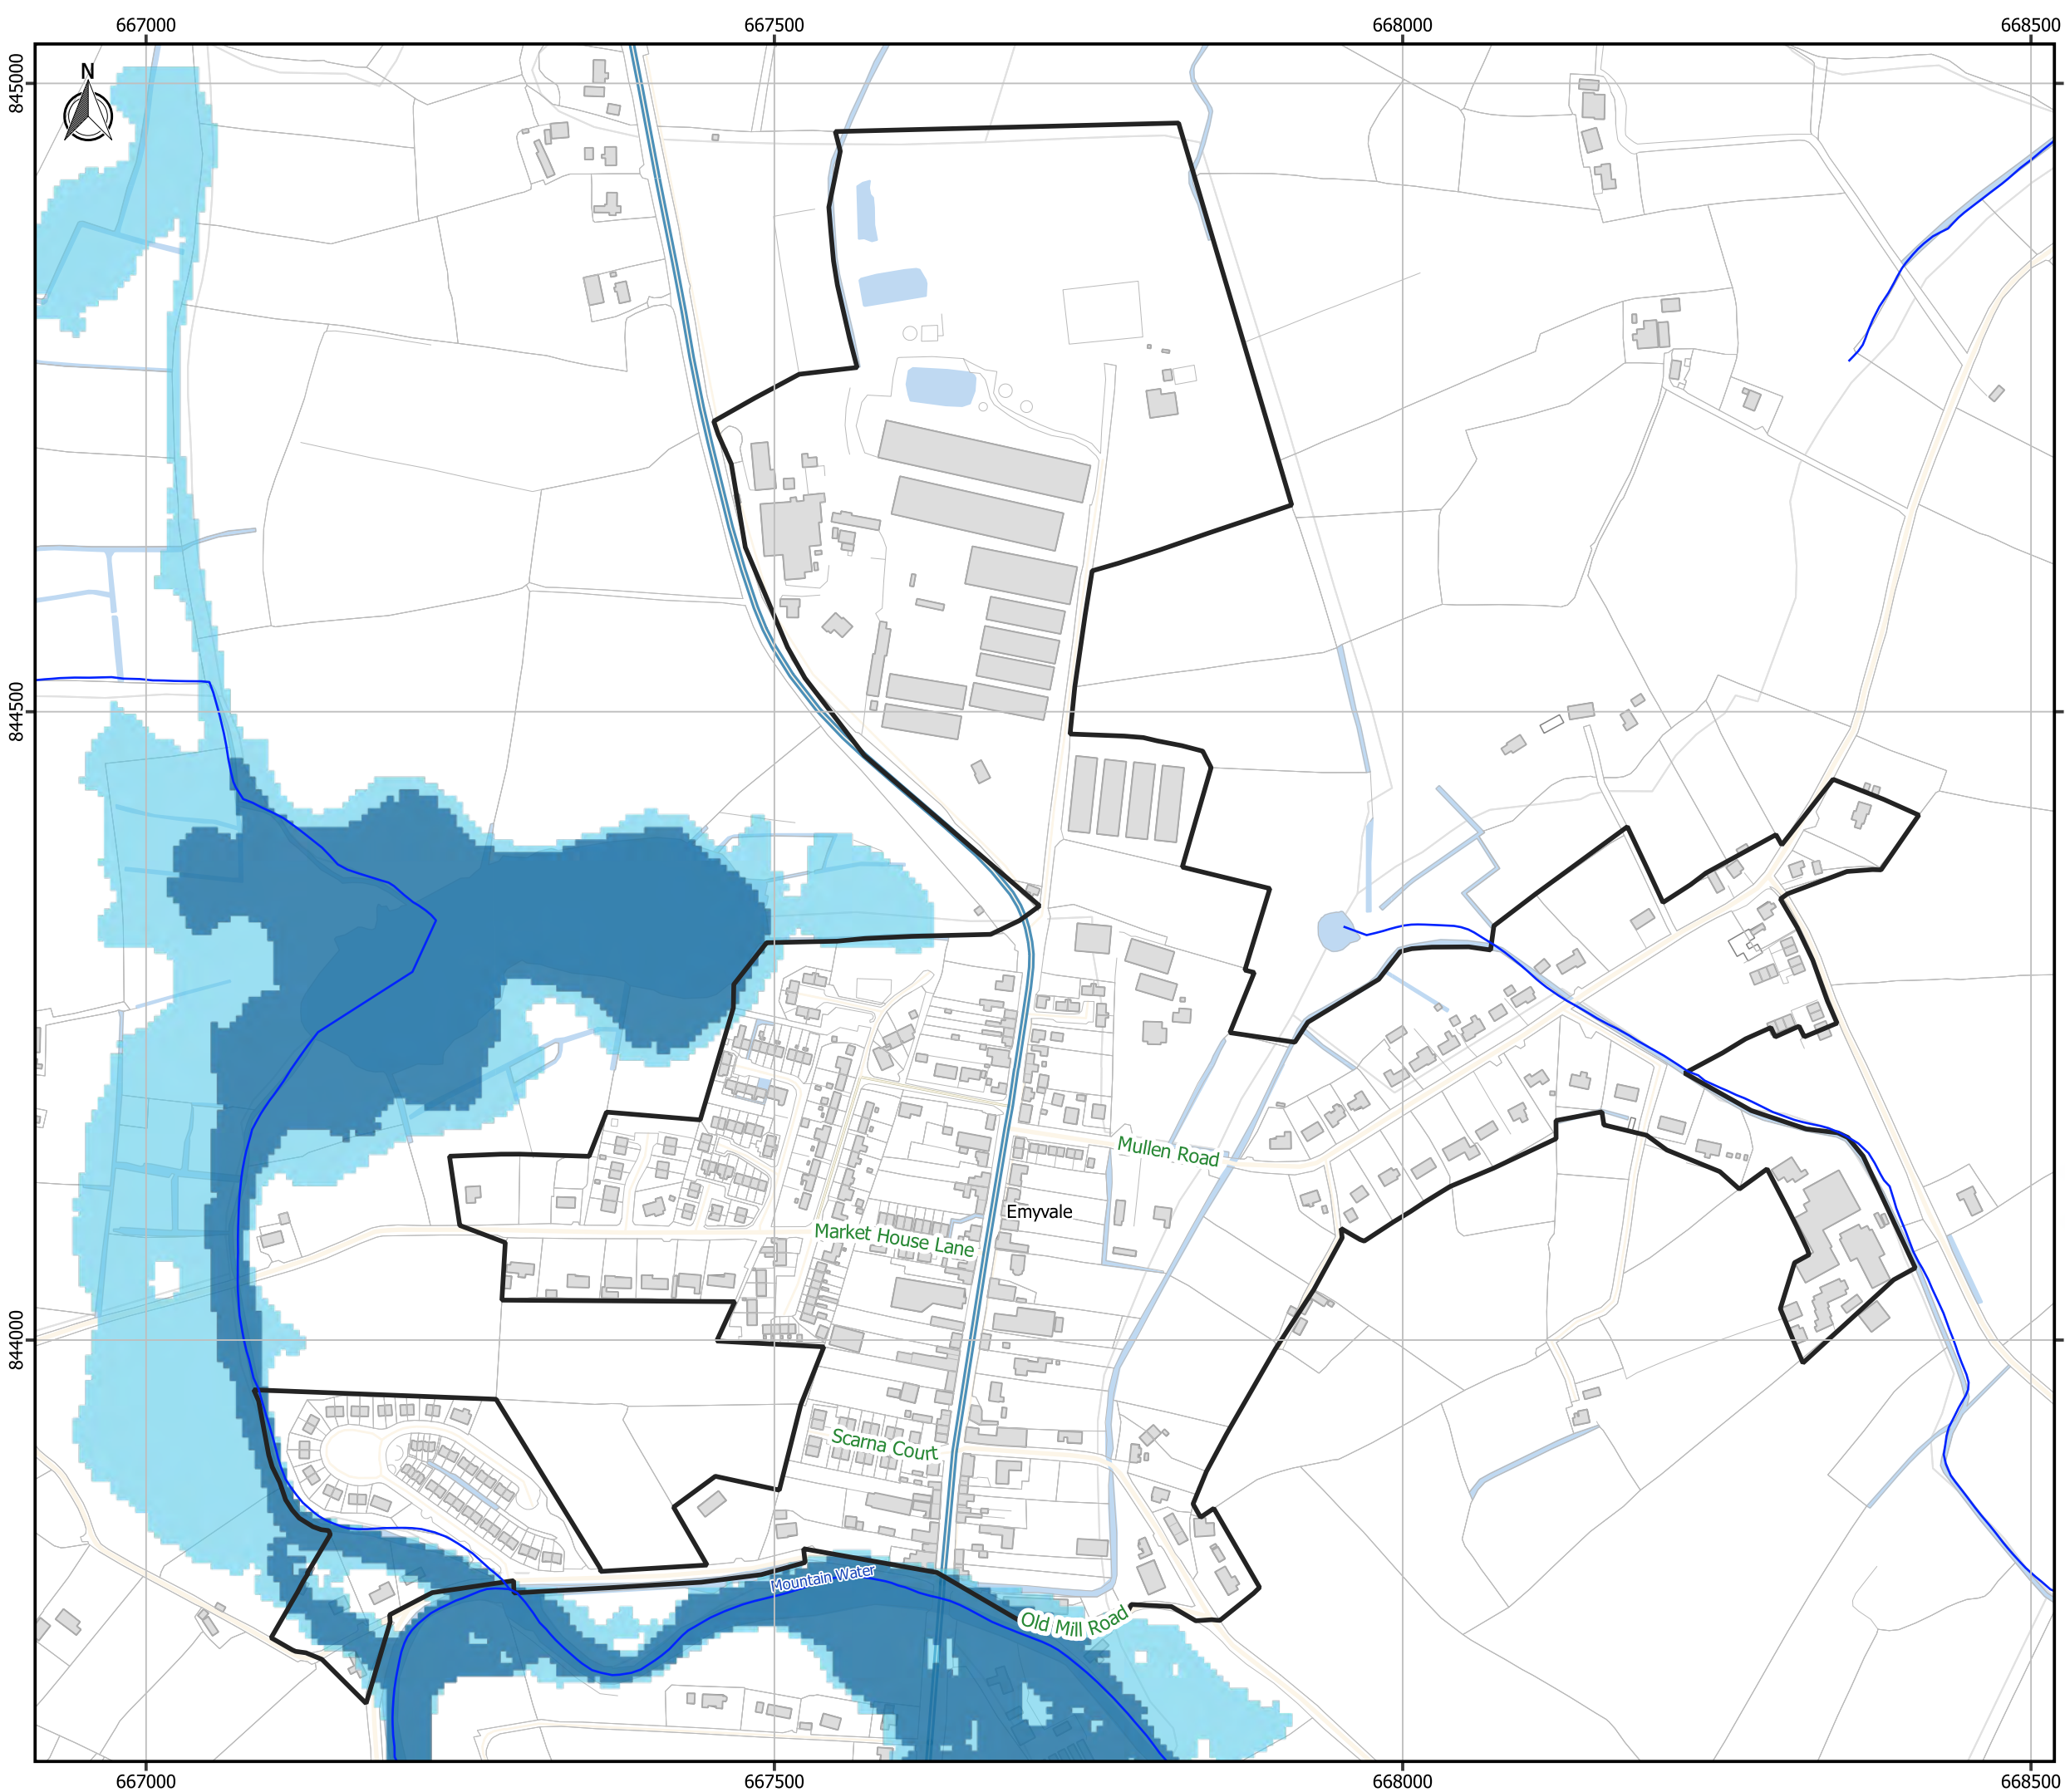 667000 667500 668000 668500
845000
N
844500
Mullen Road
Emyvale
Market House Lane
844000
Scarna Court
Mountain Water
Old Mill Road
667000 667500 668000 668500